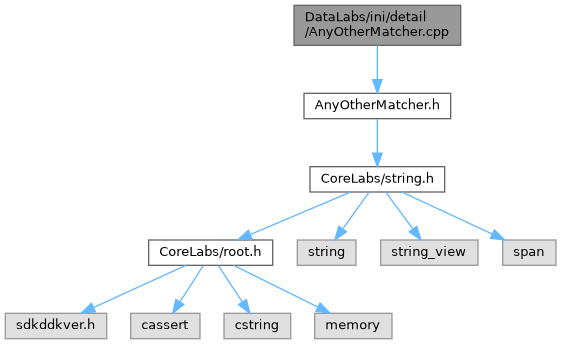 DataLabs/ini/detail
/AnyOtherMatcher.cpp
AnyOtherMatcher.h
CoreLabs/string.h
CoreLabs/root.h
string
string_view
span
sdkddkver.h
cassert
cstring
memory